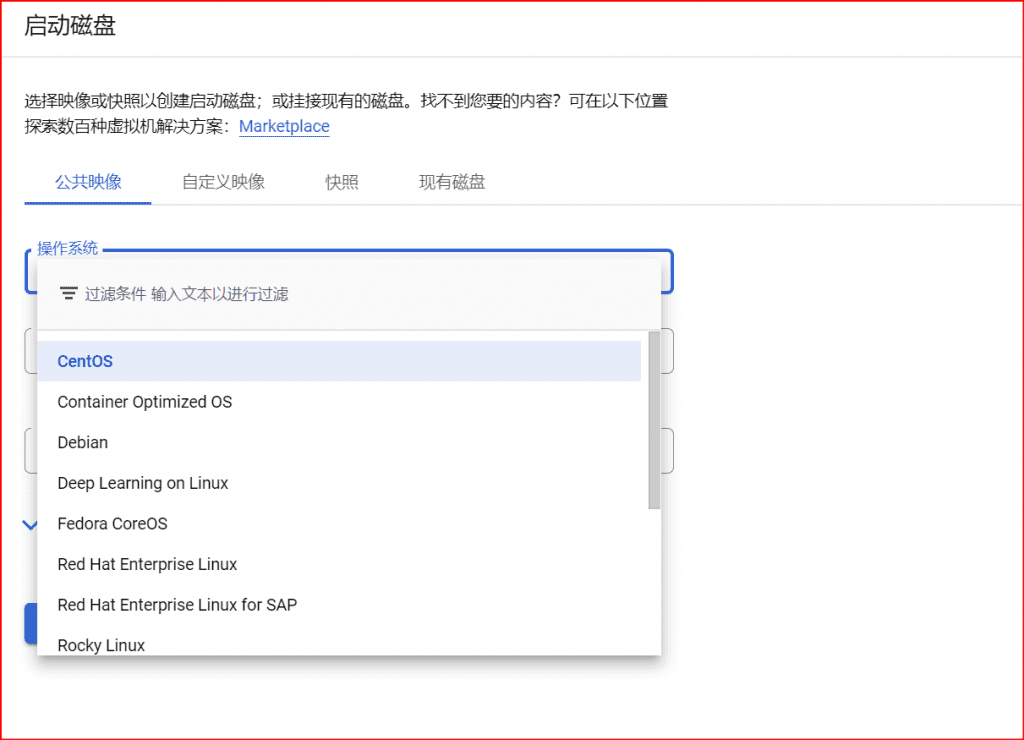 启动磁盘
选择映像或快照以创建启动磁盘；或挂接现有的磁盘。找不到您要的内容？可在以下位置
探索数百种虚拟机解决方案：Marketplace
公共映像 自定义映像 快照 现有磁盘
操作系统
过滤条件 输入文本以进行过滤
CentOS
Container Optimized OS
Debian
Deep Learning on Linux
Fedora CoreOS
Red Hat Enterprise Linux
Red Hat Enterprise Linux for SAP
Rocky Linux